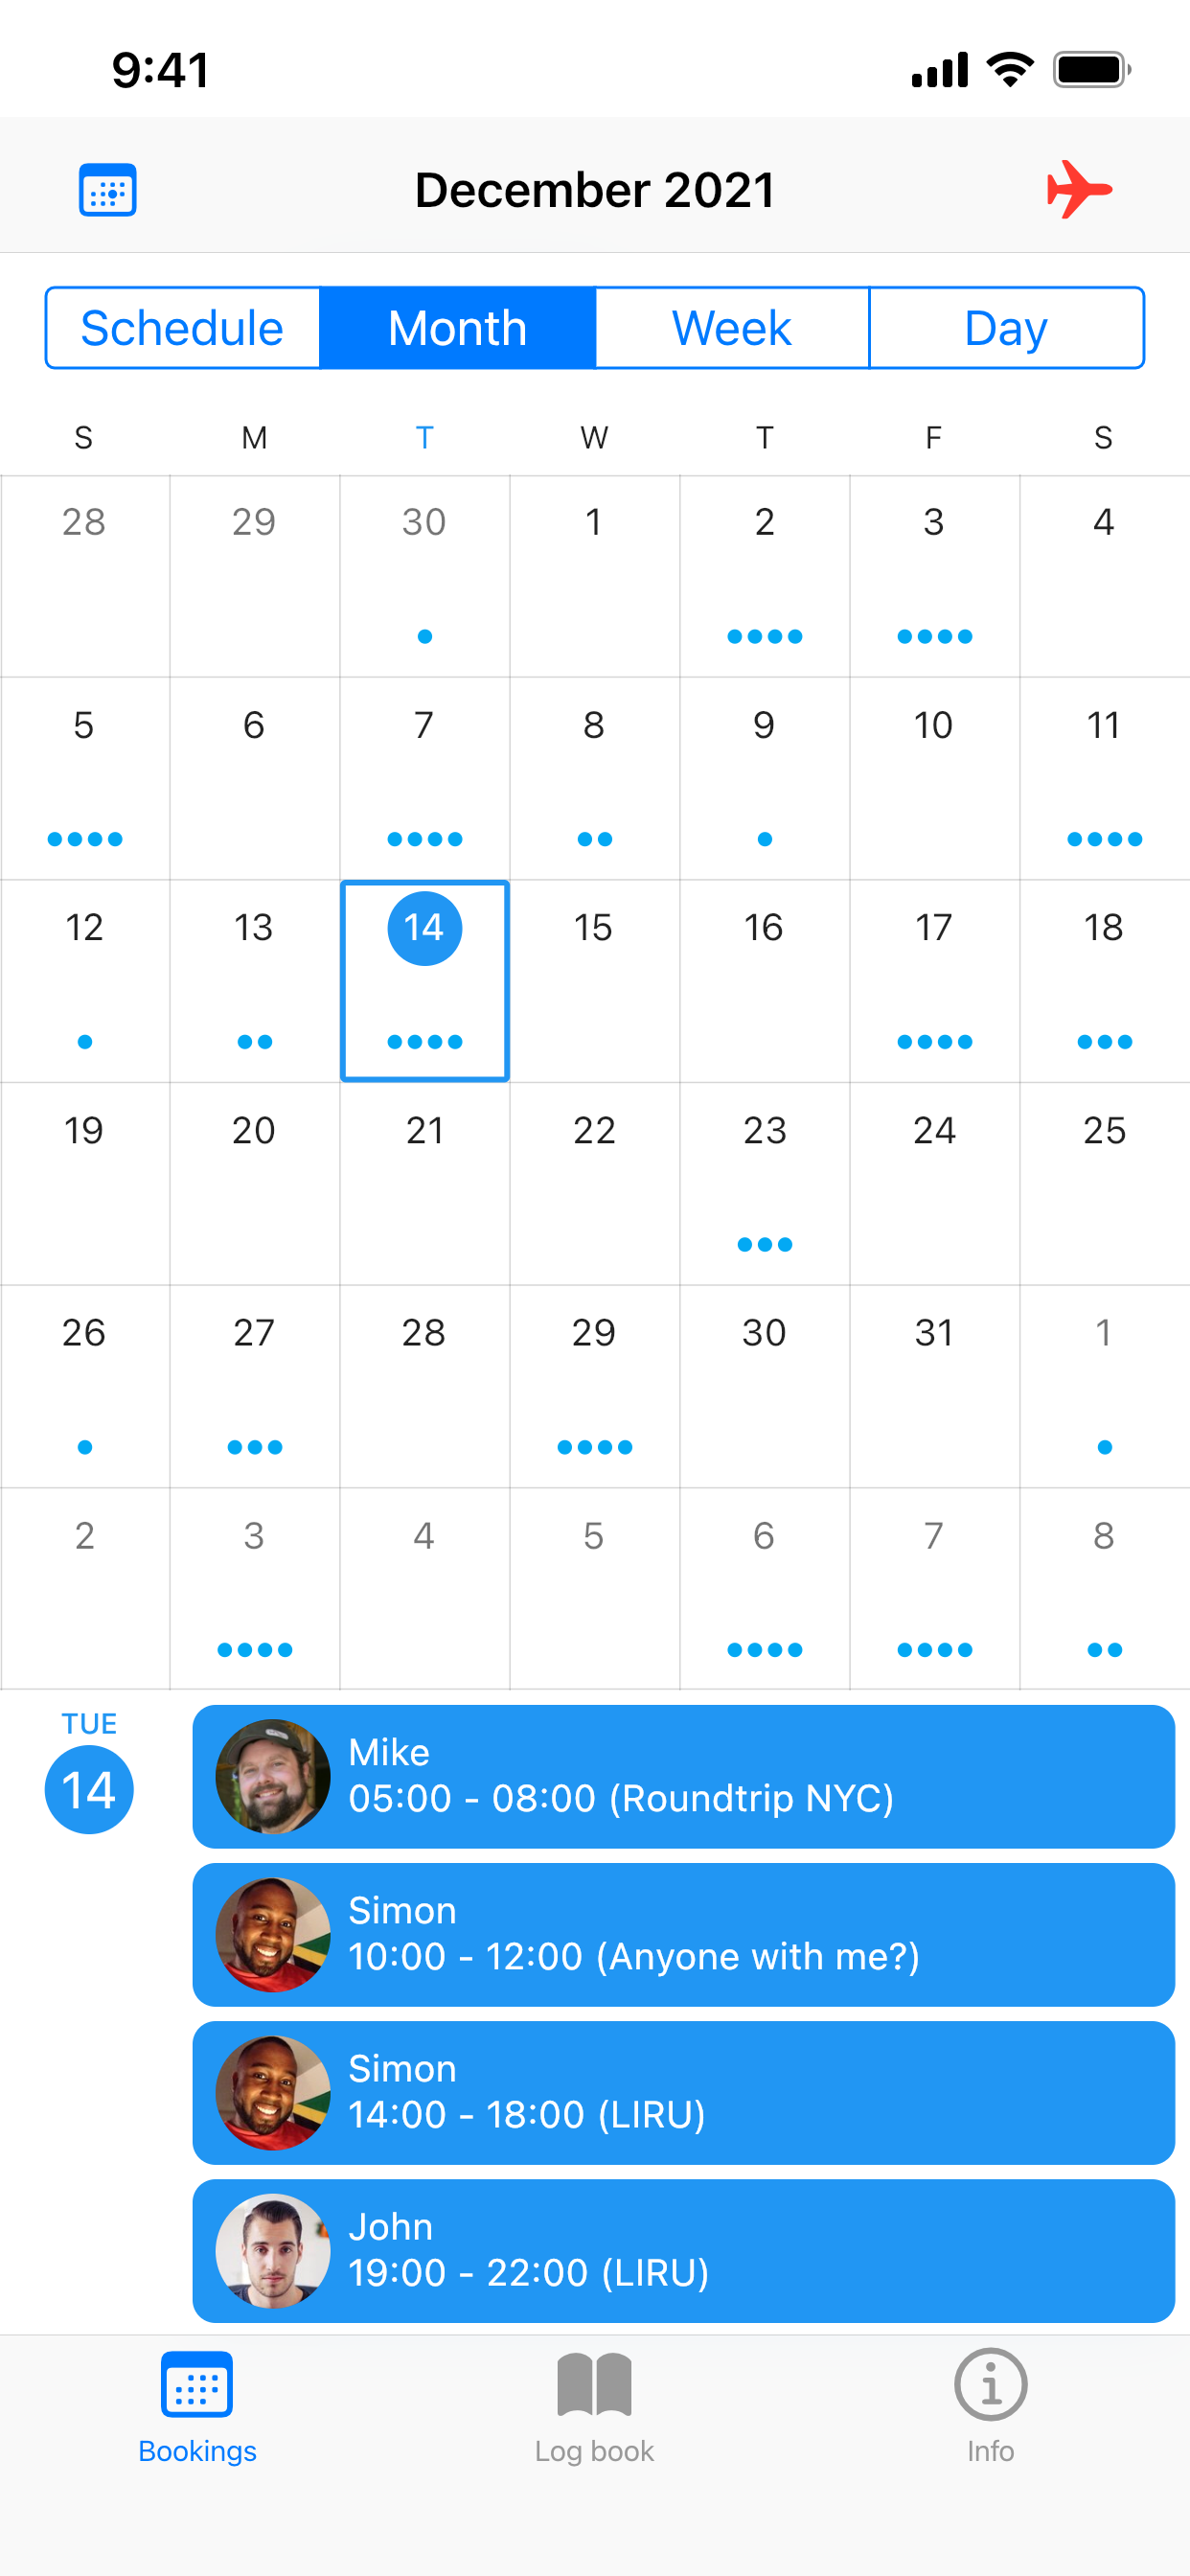 9:41
December 2021
Schedule Month Week Day
S M T W T F S
28 29 30 1 2 3 4
5 6 7 8 9 10 11
12 13 14 15 16 17 18
19 20 21 22 23 24 25
26 27 28 29 30 31 1
2 3 4 5 6 7 8
TUE
14
Mike
05:00 - 08:00 (Roundtrip NYC)
Simon
10:00 - 12:00 (Anyone with me?)
Simon
14:00 - 18:00 (LIRU)
John
19:00 - 22:00 (LIRU)
Bookings Log book Info